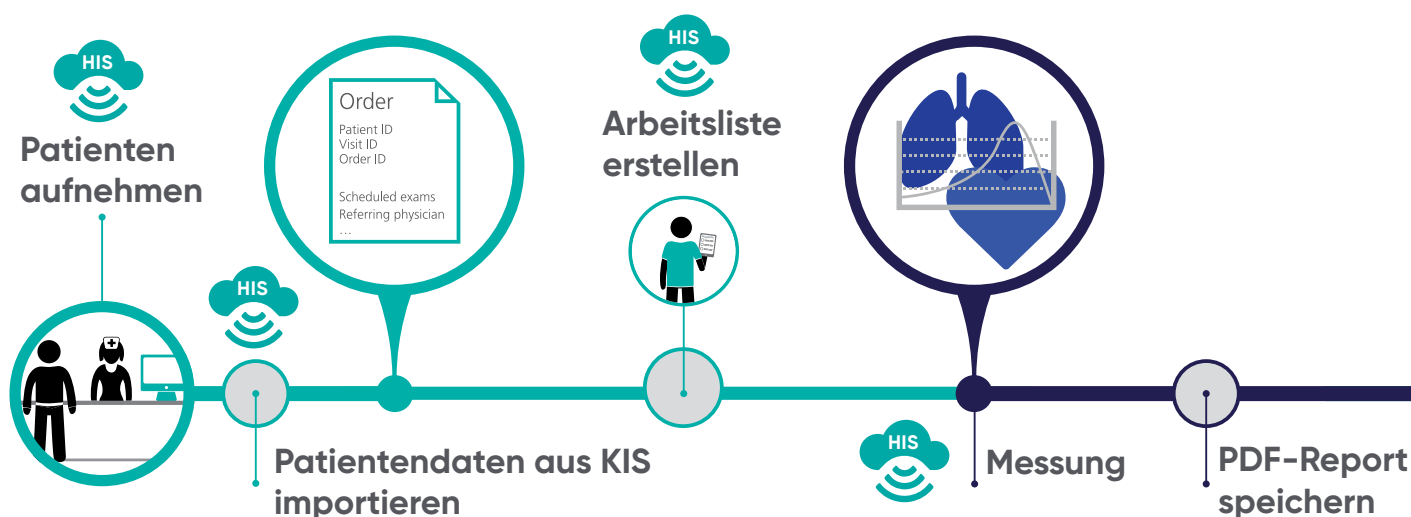 HIS
Patienten
aufnehmen
HIS
Order
Patient ID
Visit ID
Order ID
Scheduled exams
Referring physician
...
HIS
Arbeitsliste
erstellen
Patientendaten aus KIS
importieren
HIS
Messung
PDF-Report
speichern